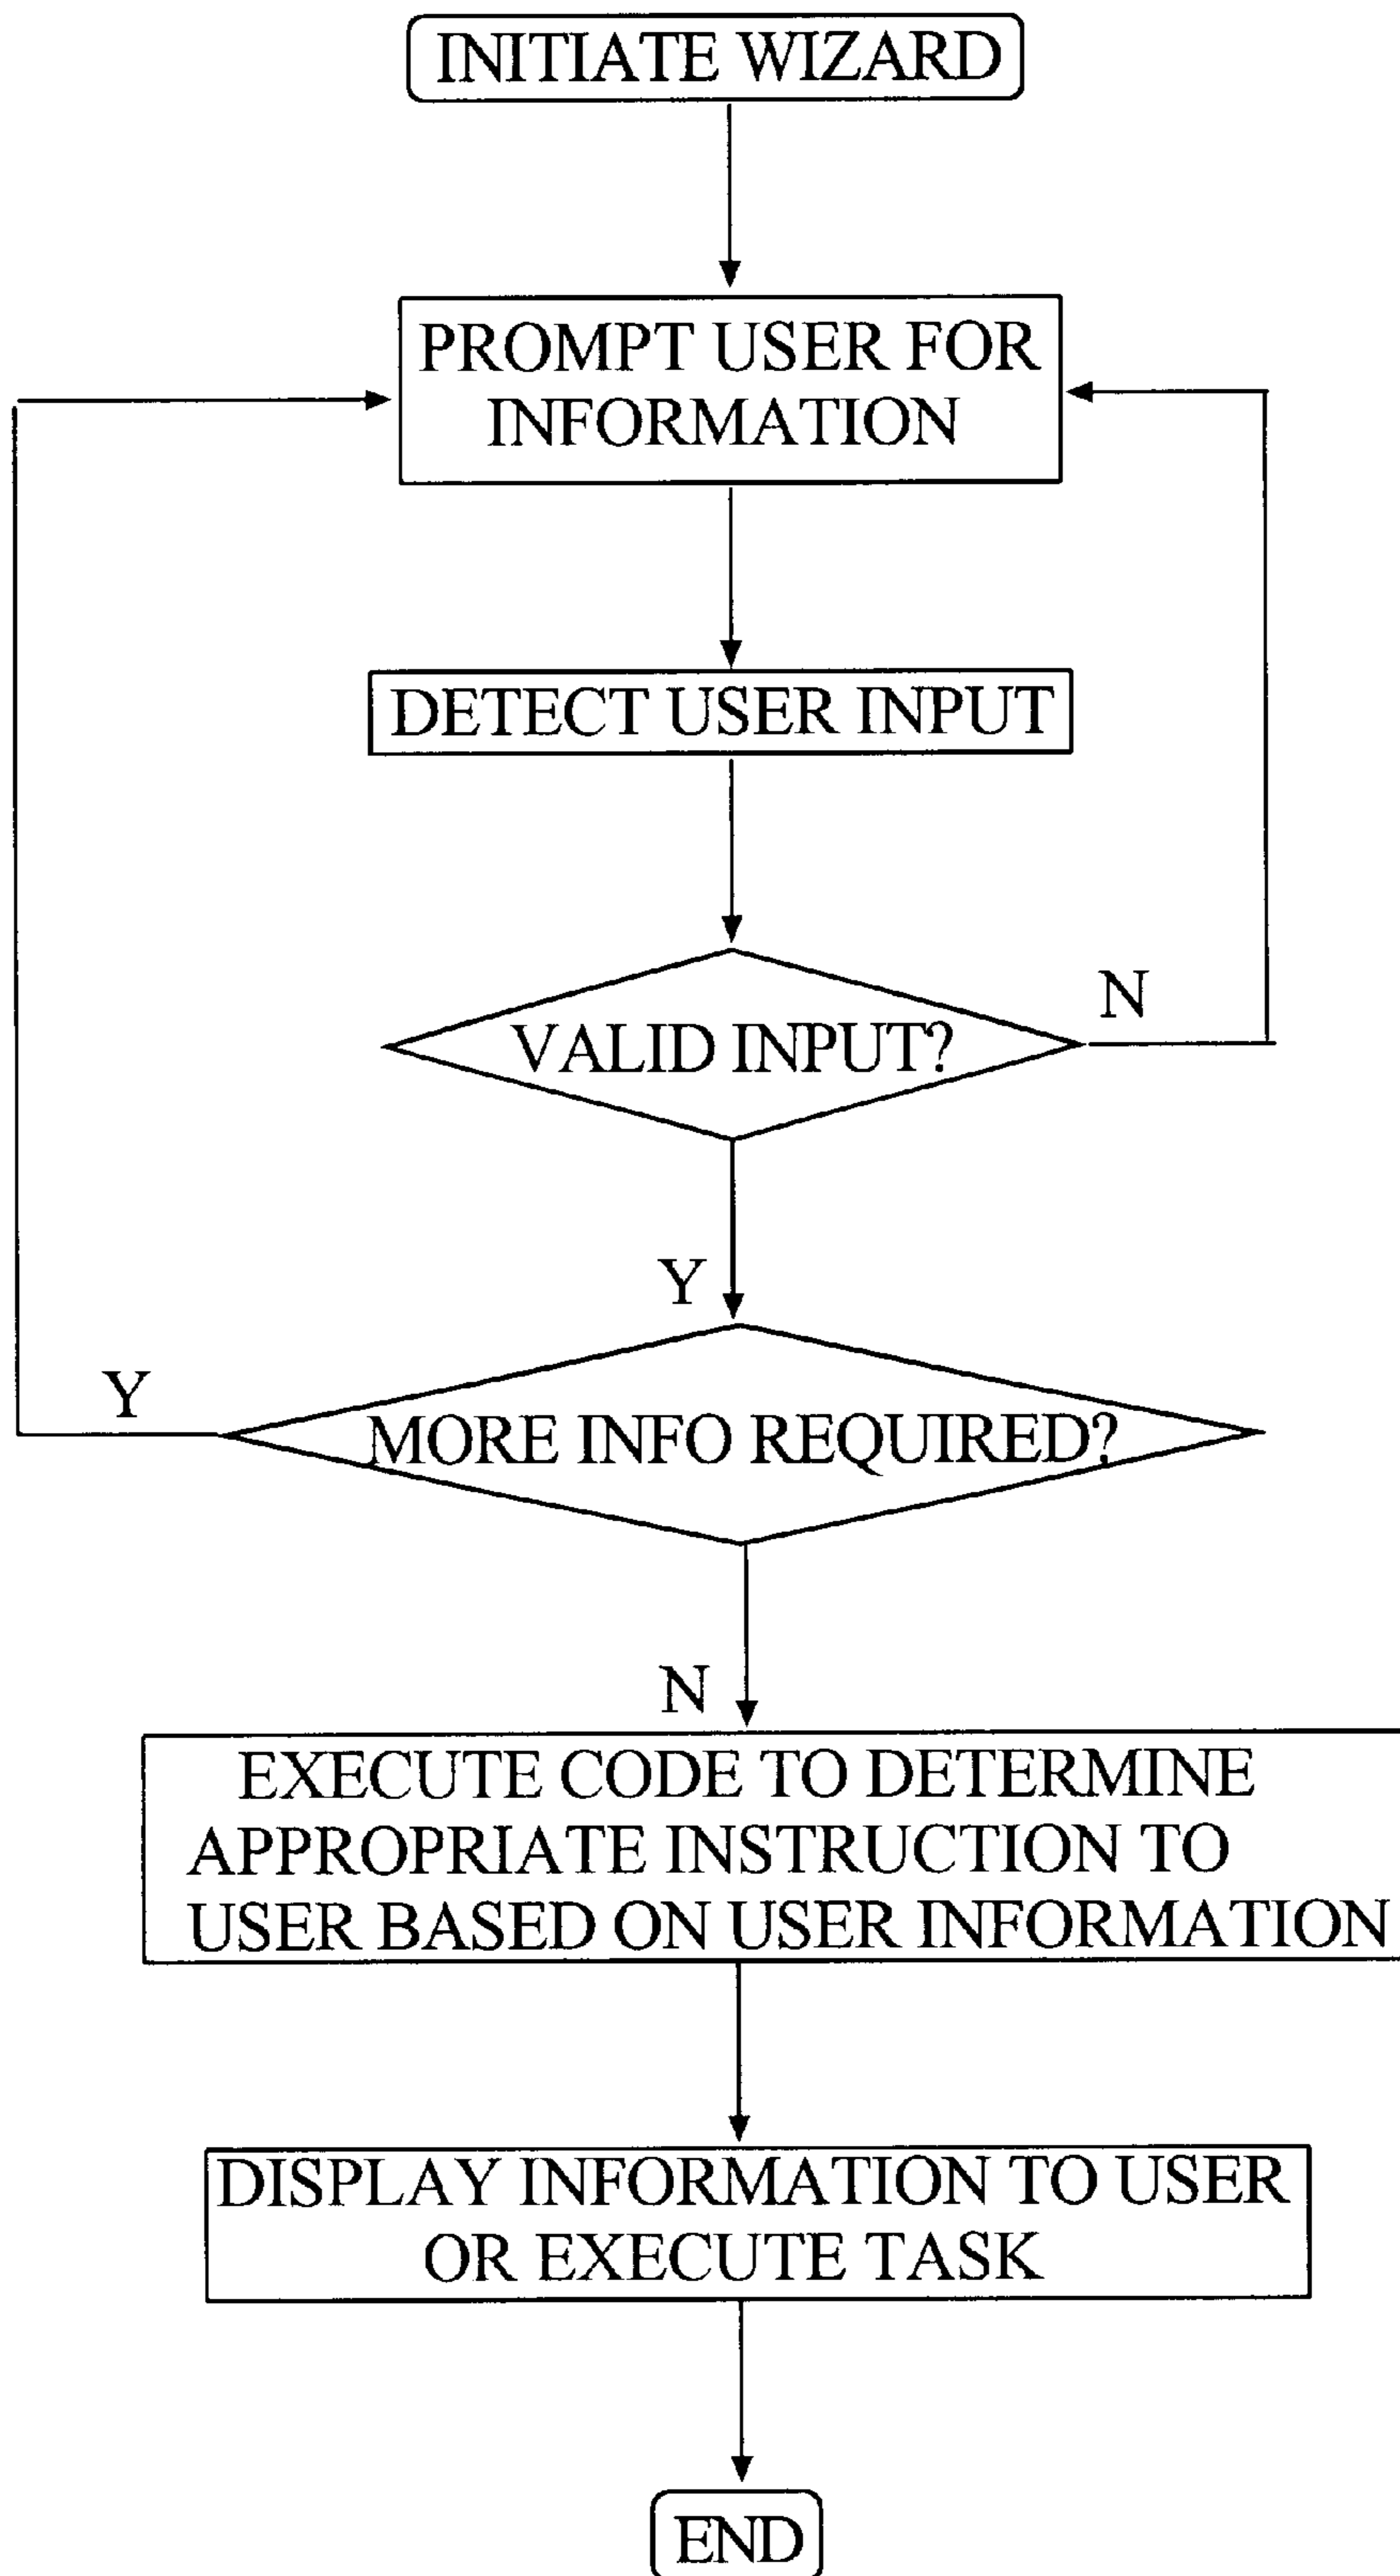 INITIATE WIZARD
PROMPT USER FOR
INFORMATION
DETECT USER INPUT
VALID INPUT?
N
Y
MORE INFO REQUIRED?
Y
N
EXECUTE CODE TO DETERMINE
APPROPRIATE INSTRUCTION TO
USER BASED ON USER INFORMATION
DISPLAY INFORMATION TO USER
OR EXECUTE TASK
END